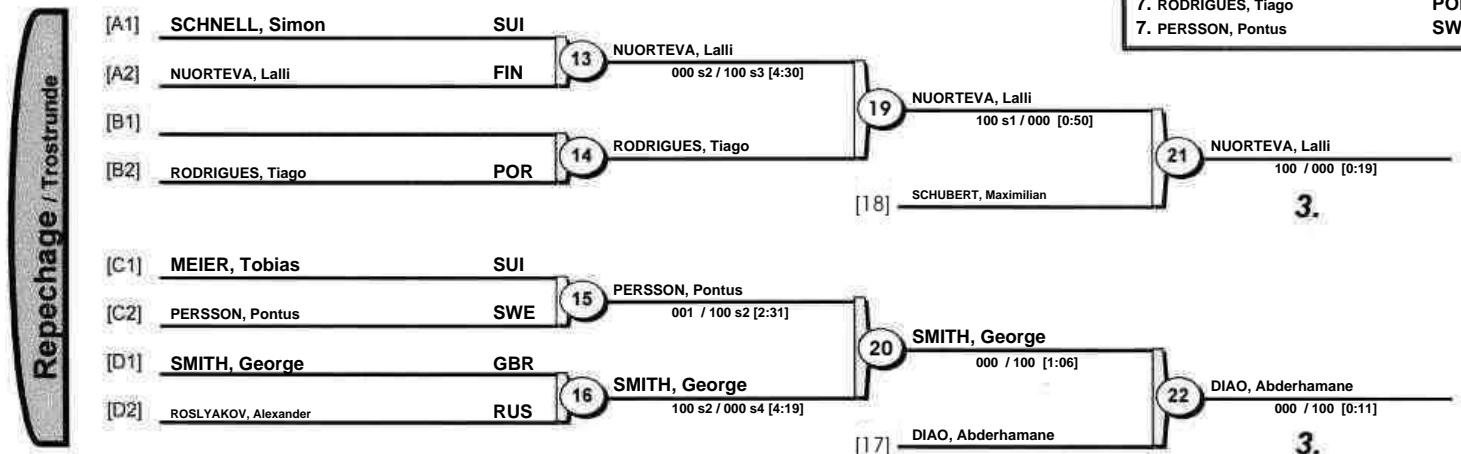 7. RODRIGUES, Tiago
7. PERSSON, Pontus SW
Repechage / Trostrunde
[A1] SCHNELL, Simon SUI
[A2] NUORTEVA, Lalli FIN
13 NUORTEVA, Lalli
000 s2 / 100 s3 [4:30]
[B1]
[B2] RODRIGUES, Tiago POR
14 RODRIGUES, Tiago
19 NUORTEVA, Lalli
100 s1 / 000 [0:50]
[18] SCHUBERT, Maximilian
21 NUORTEVA, Lalli
100 / 000 [0:19]
3.
[C1] MEIER, Tobias SUI
[C2] PERSSON, Pontus SWE
15 PERSSON, Pontus
001 / 100 s2 [2:31]
[D1] SMITH, George GBR
[D2] ROSLYAKOV, Alexander RUS
16 SMITH, George
100 s2 / 000 s4 [4:19]
20 SMITH, George
000 / 100 [1:06]
[17] DIAO, Abderhamane
22 DIAO, Abderhamane
000 / 100 [0:11]
3.